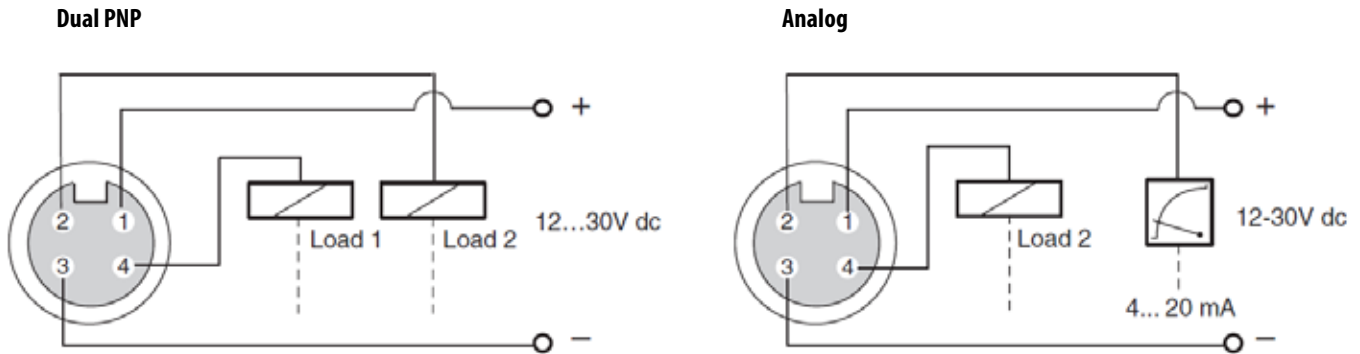 Dual PNP
+
2 1
3 4
Load 1 Load 2
12...30V dc
−
Analog
+
2 1
3 4
Load 2
12-30V dc
4... 20 mA
−